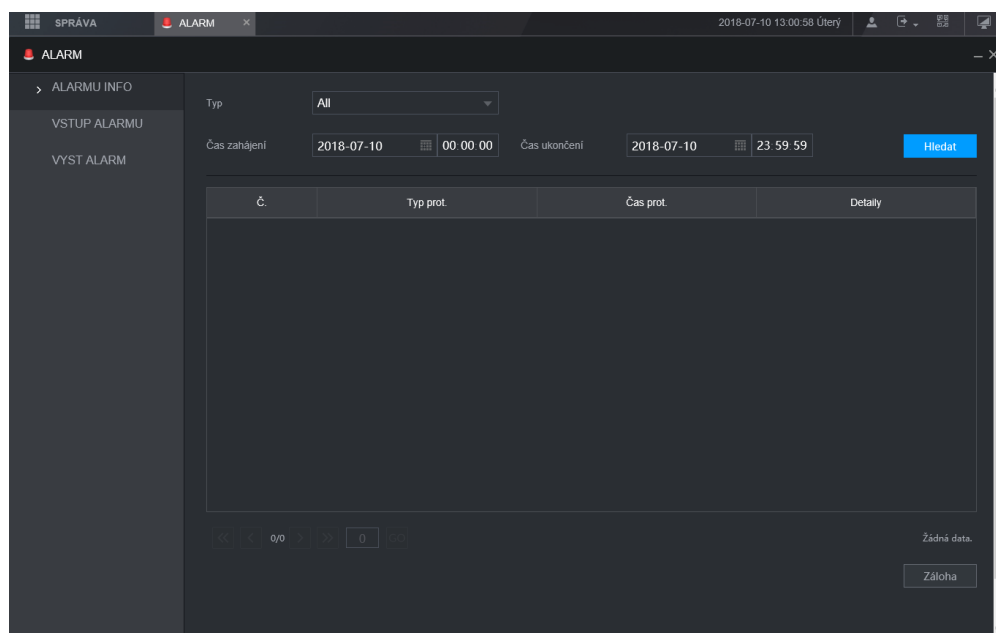 SPRÁVA
ALARM
2018-07-10 13:00:58 Úterý
ALARM
ALARMU INFO
VSTUP ALARMU
VÝST ALARM
Typ
All
Čas zahájení
2018-07-10
00:00:00
Čas ukončení
2018-07-10
23:59:59
Hledat
Č.
Typ prot.
Čas prot.
Detaily
0/0
0
Žádná data.
Záloha